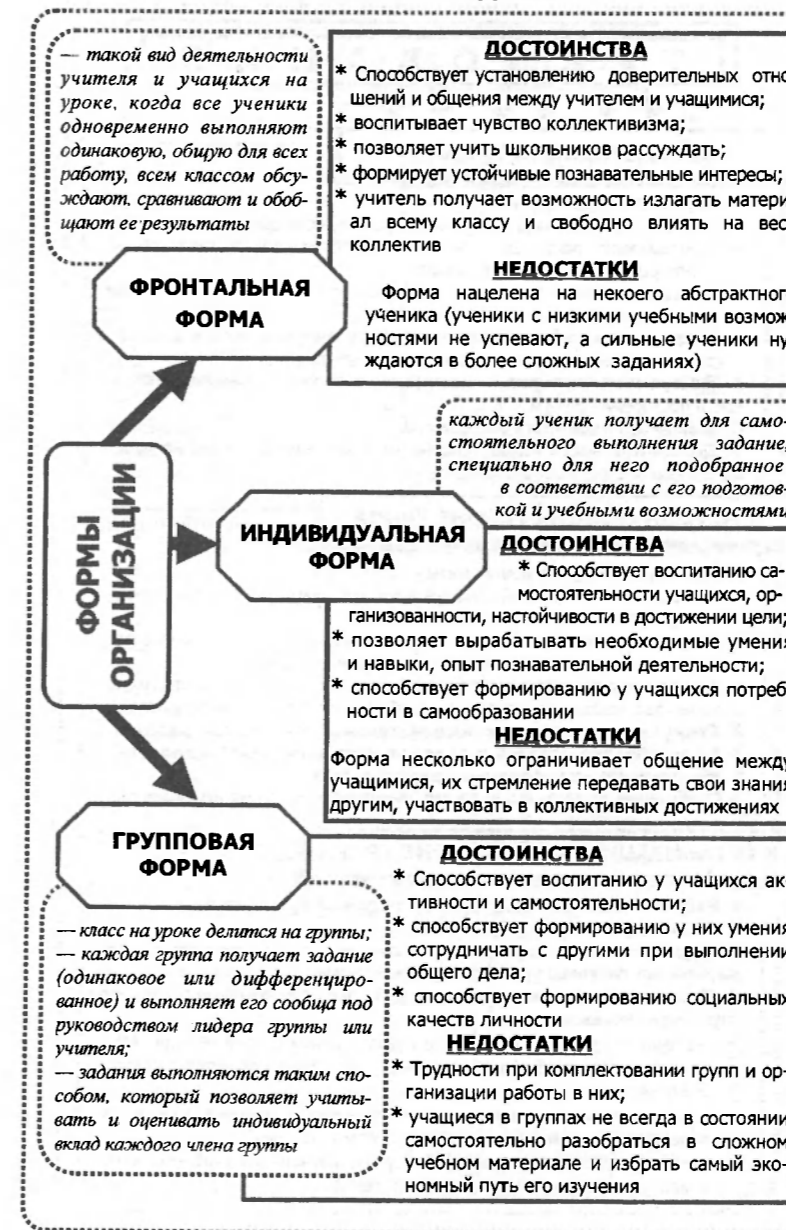 — такой вид деятельности
учителя и учащихся на
уроке, когда все ученики
одновременно выполняют
одинаковую, общую для всех
работу, всем классом обсу-
ждают, сравнивают и обоб-
щают ее результаты
ФРОНТАЛЬНАЯ
ФОРМА
ДОСТОИНСТВА
* Способствует установлению доверительных отно
шений и общения между учителем и учащимися;
* воспитывает чувство коллективизма;
* позволяет учить школьников рассуждать;
* формирует устойчивые познавательные интересы;
* учитель получает возможность излагать матери
ал всему классу и свободно влиять на вес
коллектив
НЕДОСТАТКИ
Форма нацелена на некоего абстрактног
ученика (ученики с низкими учебными возмож
ностями не успевают, а сильные ученики ну
ждаются в более сложных заданиях)
ФОРМЫ
ОРГАНИЗАЦИИ
каждый ученик получает для само-
стоятельного выполнения задание,
специально для него подобранное
в соответствии с его подготов-
кой и учебными возможностями
ИНДИВИДУАЛЬНАЯ
ФОРМА
ДОСТОИНСТВА
* Способствует воспитанию са-
мостоятельности учащихся, ор-
ганизованности, настойчивости в достижении цели;
* позволяет вырабатывать необходимые умения
и навыки, опыт познавательной деятельности;
* способствует формированию у учащихся потреб
ности в самообразовании
НЕДОСТАТКИ
Форма несколько ограничивает общение между
учащимися, их стремление передавать свои знания
другим, участвовать в коллективных достижениях
ГРУППОВАЯ
ФОРМА
— класс на уроке делится на группы;
— каждая группа получает задание
(одинаковое или дифференциро-
ванное) и выполняет его сообща под
руководством лидера группы или
учителя;
— задания выполняются таким спо-
собом, который позволяет учиты-
вать и оценивать индивидуальный
вклад каждого члена группы
ДОСТОИНСТВА
* Способствует воспитанию у учащихся ак-
тивности и самостоятельности;
* способствует формированию у них умения
сотрудничать с другими при выполнении
общего дела;
* способствует формированию социальных
качеств личности
НЕДОСТАТКИ
* Трудности при комплектовании групп и ор-
ганизации работы в них;
* учащиеся в группах не всегда в состоянии
самостоятельно разобраться в сложном
учебном материале и избрать самый эко-
номный путь его изучения